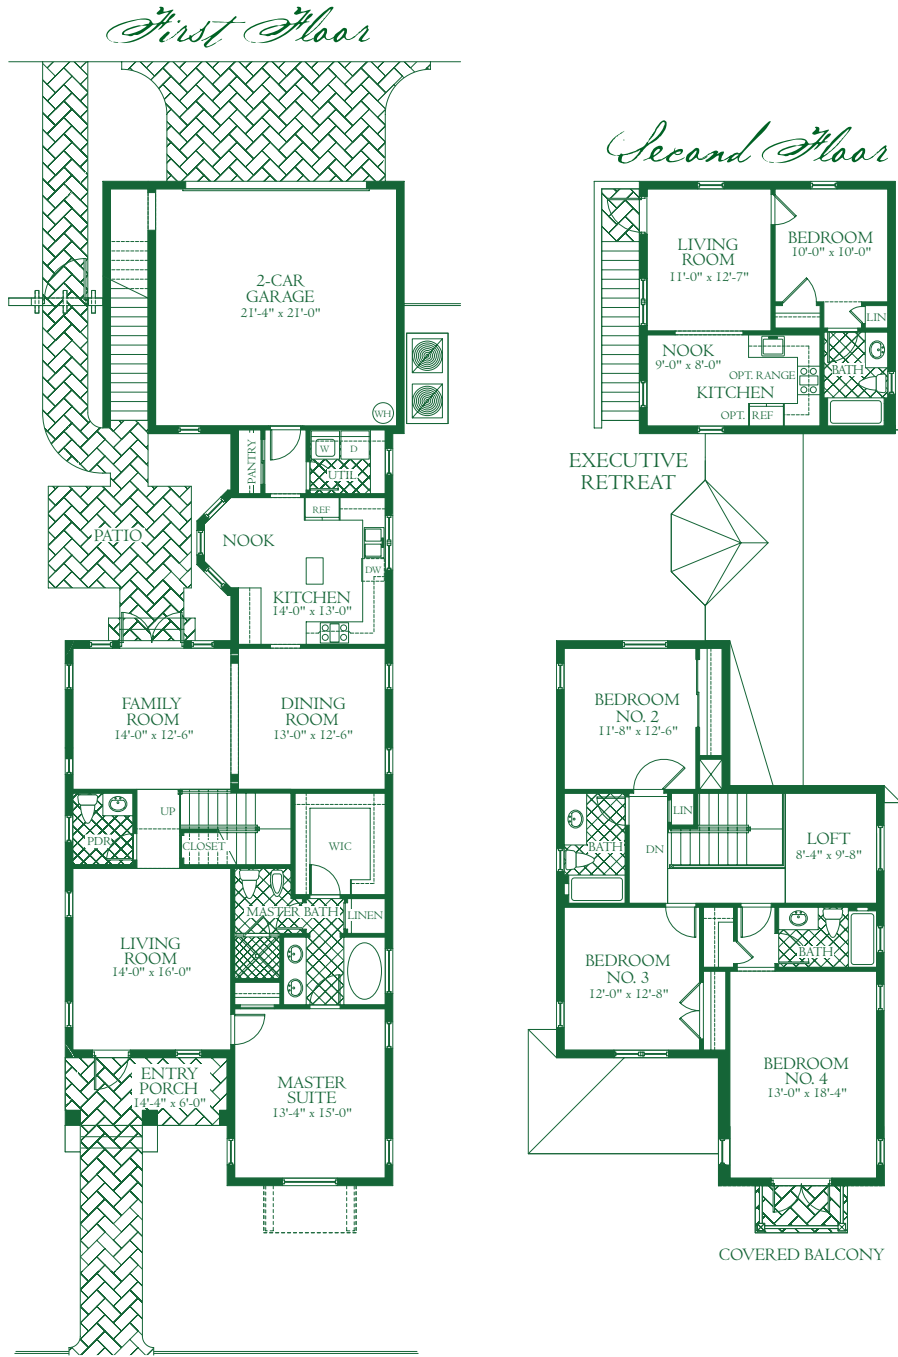 First Floor
2-CAR
GARAGE
21'-4" x 21'-0"
WH
PANTRY
W
D
UTIL
REF
PATIO
NOOK
DW
KITCHEN
14'-0" x 13'-0"
FAMILY
ROOM
14'-0" x 12'-6"
DINING
ROOM
13'-0" x 12'-6"
UP
PDR
CLOSET
WIC
MASTER BATH
LINEN
LIVING
ROOM
14'-0" x 16'-0"
ENTRY
PORCH
14'-4" x 6'-0"
MASTER
SUITE
13'-4" x 15'-0"
Second Floor
LIVING
ROOM
11'-0" x 12'-7"
BEDROOM
10'-0" x 10'-0"
LIN
NOOK
9'-0" x 8'-0"
OPT. RANGE
BATH
KITCHEN
OPT. REF
EXECUTIVE
RETREAT
BEDROOM
NO. 2
11'-8" x 12'-6"
LIN
BATH
DN
LOFT
8'-4" x 9'-8"
BEDROOM
NO. 3
12'-0" x 12'-8"
BATH
BEDROOM
NO. 4
13'-0" x 18'-4"
COVERED BALCONY